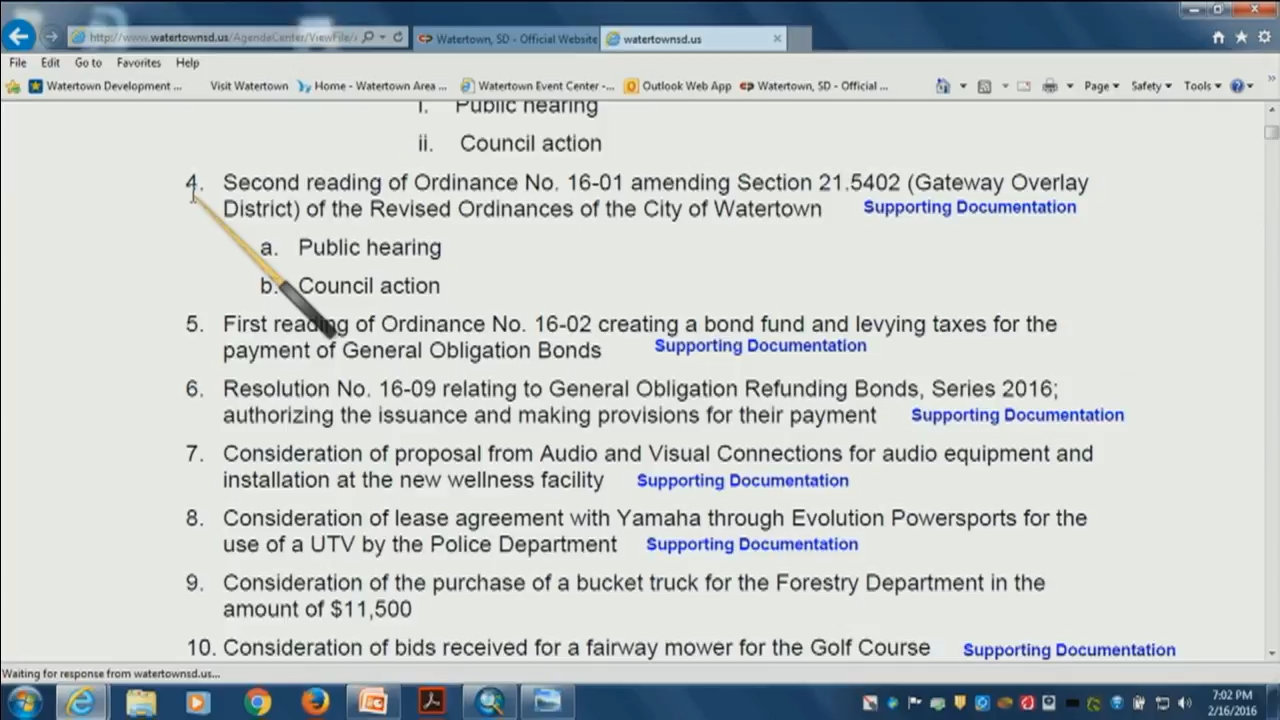 http://www.watertownsd.us/AgendaCenter/ViewFile/
Watertown, SD - Official Website
watertownsd.us
File Edit Go to Favorites Help
Watertown Development ...
Visit Watertown
Home - Watertown Area ...
Watertown Event Center -...
Outlook Web App
Watertown, SD - Official ...
Page
Safety
Tools
i. Public hearing
ii. Council action
4. Second reading of Ordinance No. 16-01 amending Section 21.5402 (Gateway Overlay
District) of the Revised Ordinances of the City of Watertown Supporting Documentation
a. Public hearing
b. Council action
5. First reading of Ordinance No. 16-02 creating a bond fund and levying taxes for the
payment of General Obligation Bonds Supporting Documentation
6. Resolution No. 16-09 relating to General Obligation Refunding Bonds, Series 2016;
authorizing the issuance and making provisions for their payment Supporting Documentation
7. Consideration of proposal from Audio and Visual Connections for audio equipment and
installation at the new wellness facility Supporting Documentation
8. Consideration of lease agreement with Yamaha through Evolution Powersports for the
use of a UTV by the Police Department Supporting Documentation
9. Consideration of the purchase of a bucket truck for the Forestry Department in the
amount of $11,500
10. Consideration of bids received for a fairway mower for the Golf Course Supporting Documentation
Waiting for response from watertownsd.us...
7:02 PM
2/16/2016